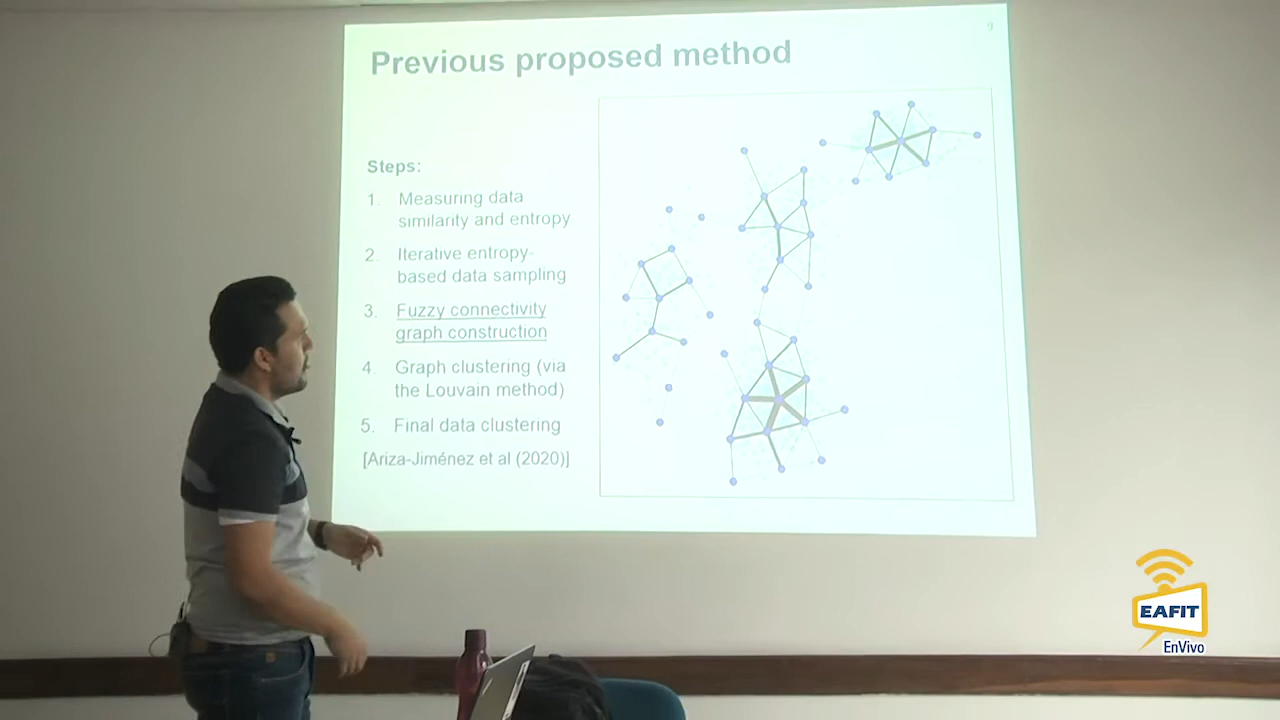 9
Previous proposed method
Steps:
1. Measuring data
similarity and entropy
2. Iterative entropy-
based data sampling
3. Fuzzy connectivity
graph construction
4. Graph clustering (via
the Louvain method)
5. Final data clustering
[Ariza-Jiménez et al (2020)]
EAFIT
EnVivo